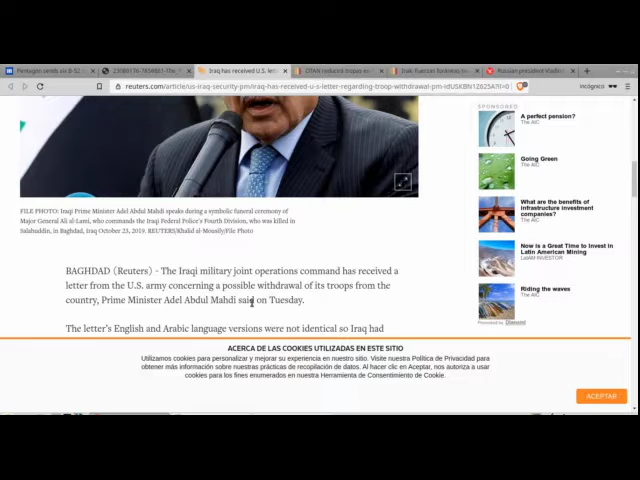 Pentagon sends six B-52
Iraq has received U.S. lett
OTAN reducirá tropas en
Irak: Fuerzas foráneas
Russian president Vladimi
reuters.com/article/us-iraq-security-pm/iraq-has-received-u-s-letter-regarding-troop-withdrawal-pm-idUSKBN1Z625A?il=0
Incógnito
SPONSORED
A perfect pension?
The AIC
Going Green
The AIC
What are the benefits of
infrastructure investment
companies?
The AIC
Now is a Great Time to Invest in
Latin American Mining
LatAM INVESTOR
Riding the waves
The AIC
Powered by
FILE PHOTO: Iraqi Prime Minister Adel Abdul Mahdi speaks during a symbolic funeral ceremony of
Major General Ali al-Lami, who commands the Iraqi Federal Police's Fourth Division, who was killed in
Salahuddin, in Baghdad, Iraq October 23, 2019. REUTERS/Khalid al-Mousily/File Photo
BAGHDAD (Reuters) - The Iraqi military joint operations command has received a
letter from the U.S. army concerning a possible withdrawal of its troops from the
country, Prime Minister Adel Abdul Mahdi said on Tuesday.
The letter's English and Arabic language versions were not identical so Iraq had
ACERCA DE LAS COOKIES UTILIZADAS EN ESTE SITIO
Utilizamos cookies para personalizar y mejorar su experiencia en nuestro sitio. Visite nuestra Política de Privacidad para
obtener más información sobre nuestras prácticas de recopilación de datos. Al hacer clic en Aceptar, nos autoriza a usar
cookies para los fines enumerados en nuestra Herramienta de Consentimiento de Cookie.
ACEPTAR